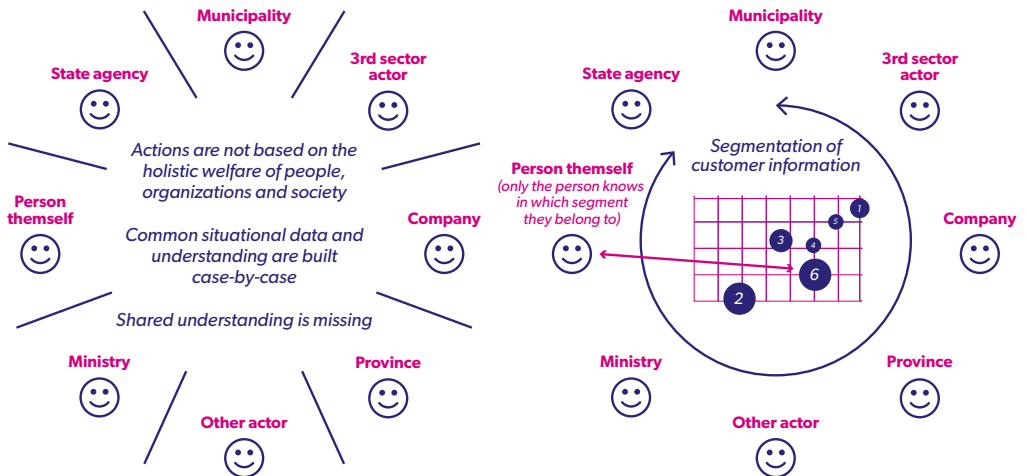 Municipality
State agency
3rd sector
actor
Actions are not based on the
holistic welfare of people,
organizations and society
Person
themself
Company
Common situational data and
understanding are built
case-by-case
Shared understanding is missing
Ministry
Province
Other actor
Municipality
State agency
3rd sector
actor
Segmentation of
customer information
Person themself
(only the person knows
in which segment
they belong to)
1
5
3
4
6
2
Company
Ministry
Province
Other actor